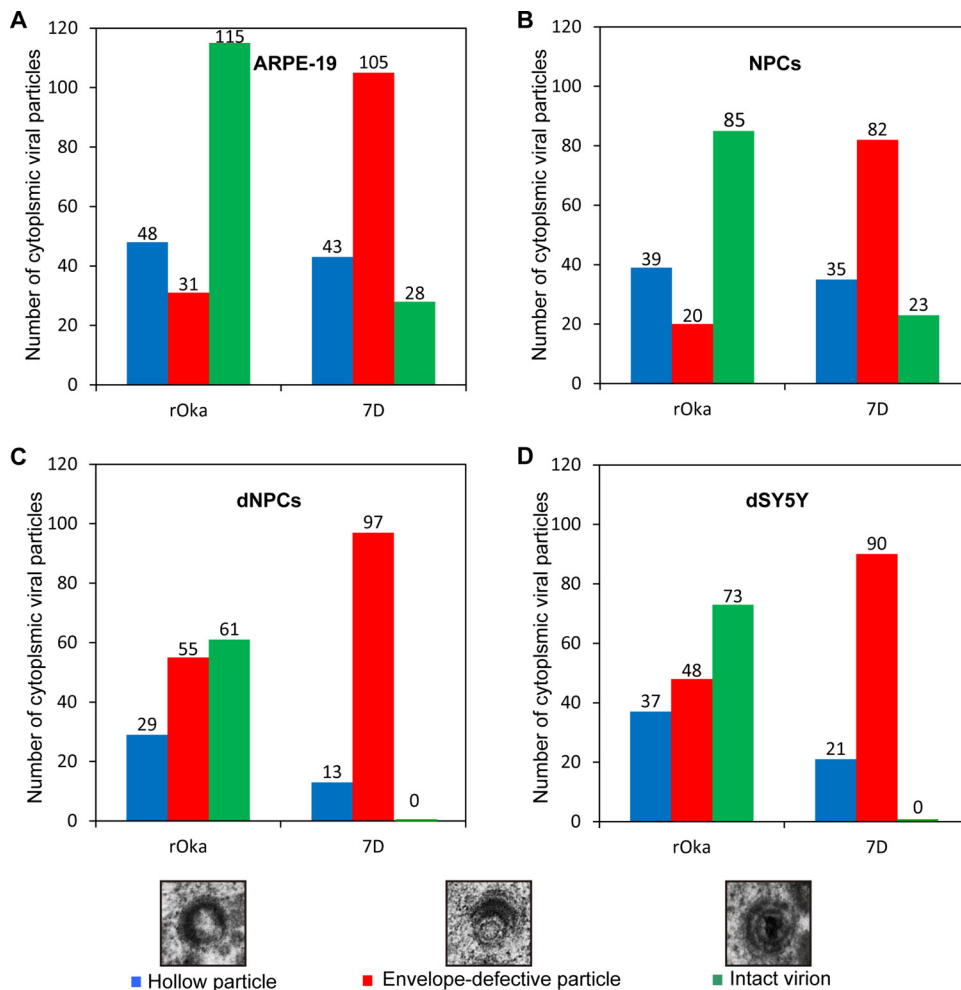 A
Number of cytoplsmic viral particles
120
100
80
60
40
20
0
ARPE-19
48
31
115
43
105
28
rOka
7D
B
Number of cytoplsmic viral particles
120
100
80
60
40
20
0
NPCs
39
20
85
35
82
23
rOka
7D
C
Number of cytoplsmic viral particles
120
100
80
60
40
20
0
dNPCs
29
55
61
13
97
0
rOka
7D
D
Number of cytoplsmic viral particles
120
100
80
60
40
20
0
dSY5Y
37
48
73
21
90
0
rOka
7D
Hollow particle
Envelope-defective particle
Intact virion